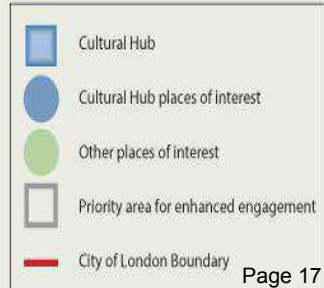 Cultural Hub
Cultural Hub places of interest
Other places of interest
Priority area for enhanced engagement
City of London Boundary
Page 17